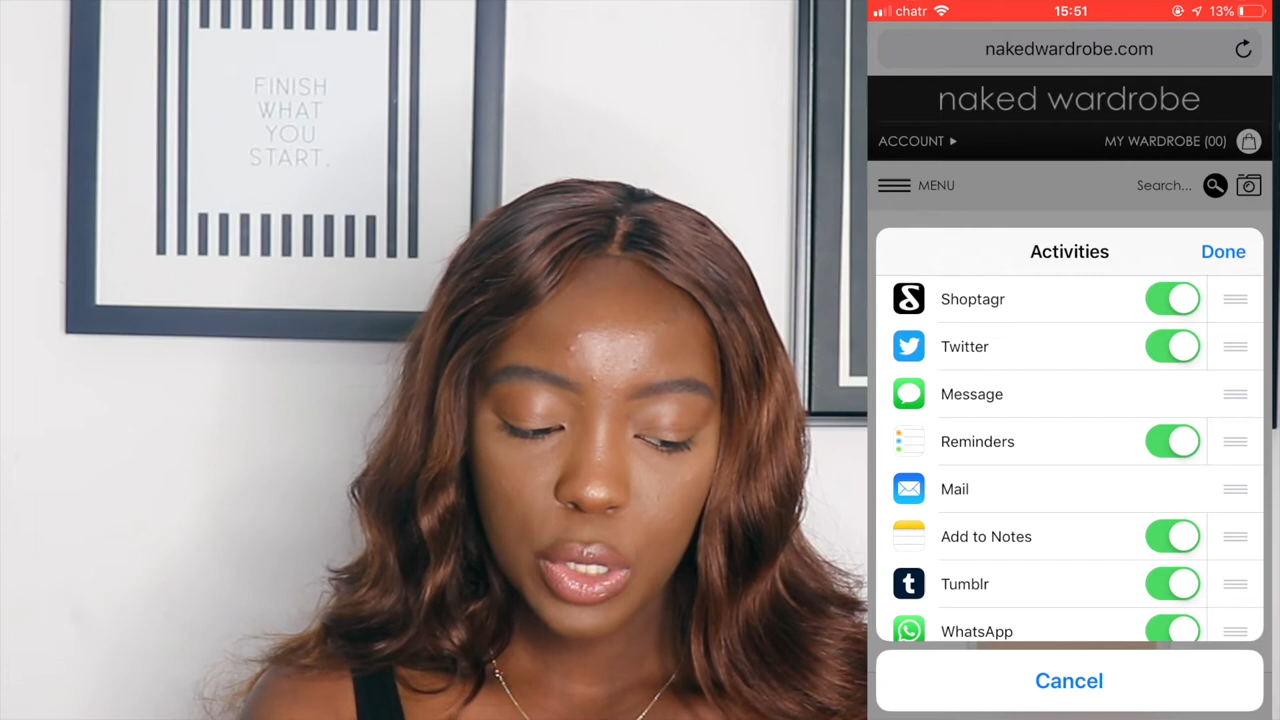 FINISH
WHAT
YOU
START.
chatr 15:51 13%
nakedwardrobe.com
naked wardrobe
ACCOUNT MY WARDROBE (00)
MENU Search...
Activities Done
Shoptagr
Twitter
Message
Reminders
Mail
Add to Notes
Tumblr
WhatsApp
Cancel